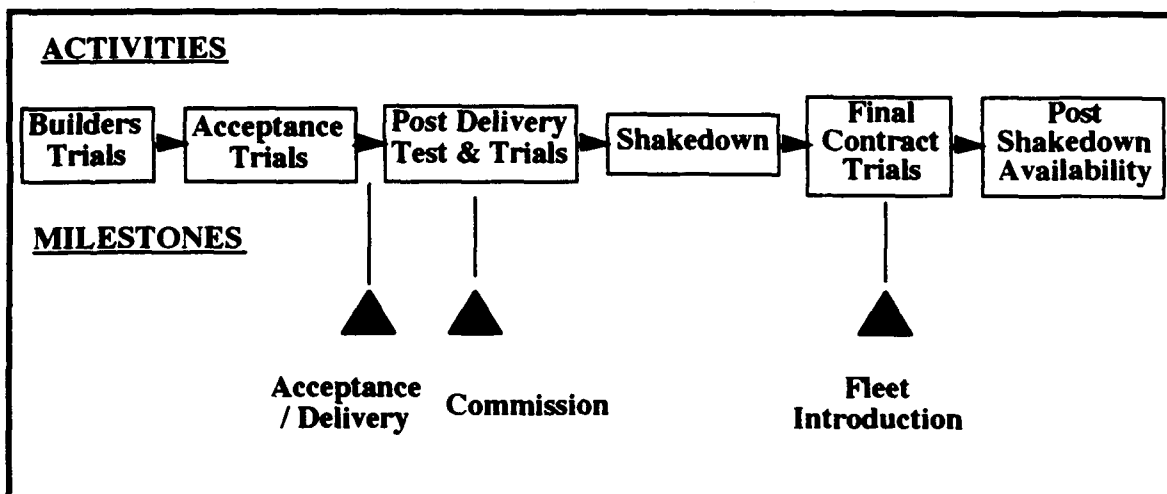 ACTIVITIES
Builders
Trials
Acceptance
Trials
Post Delivery
Test & Trials
Shakedown
Final
Contract
Trials
Post
Shakedown
Availability
MILESTONES
Acceptance
/ Delivery
Commission
Fleet
Introduction